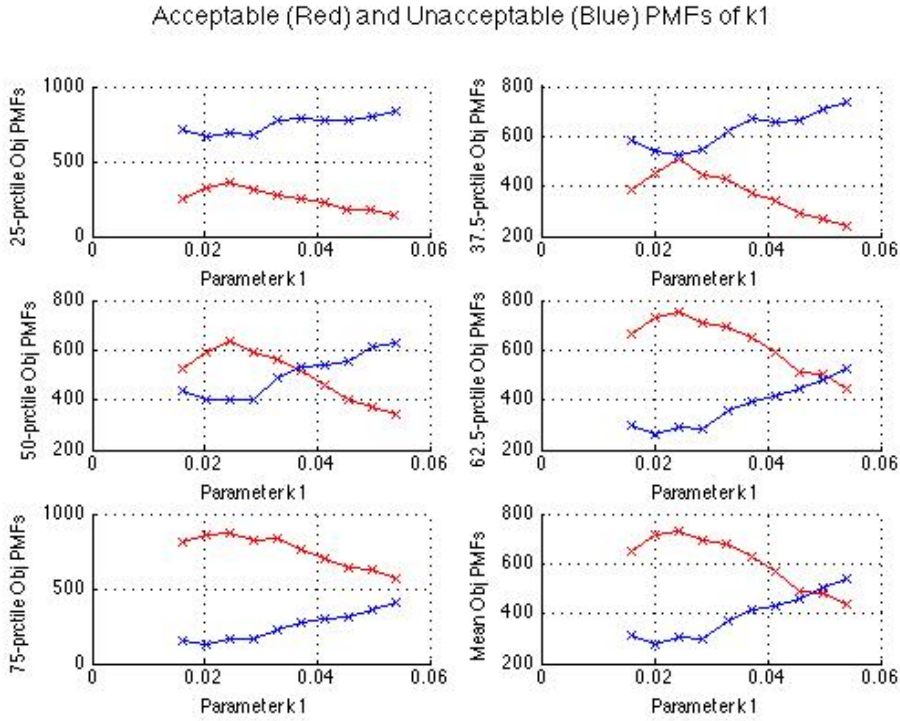 Acceptable (Red) and Unacceptable (Blue) PMFs of k1
25-prctile Obj PMFs
1000
500
0
0 0.02 0.04 0.06
Parameter k1
37.5-prctile Obj PMFs
800
600
400
200
0 0.02 0.04 0.06
Parameter k1
50-prctile Obj PMFs
800
600
400
200
0 0.02 0.04 0.06
Parameter k1
62.5-prctile Obj PMFs
800
600
400
200
0 0.02 0.04 0.06
Parameter k1
75-prctile Obj PMFs
1000
500
0
0 0.02 0.04 0.06
Parameter k1
Mean Obj PMFs
800
600
400
200
0 0.02 0.04 0.06
Parameter k1